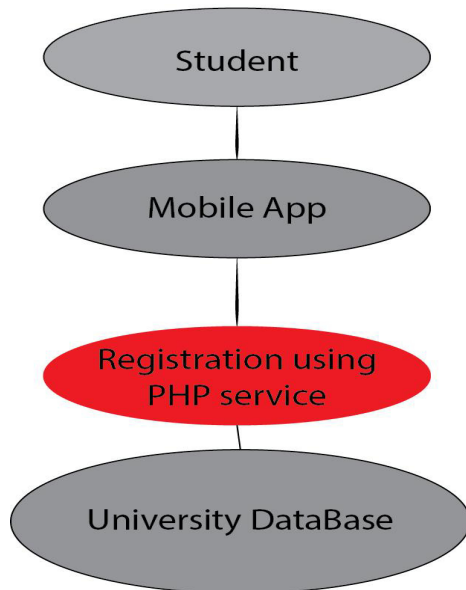 Student
Mobile App
Registration using
PHP service
University DataBase